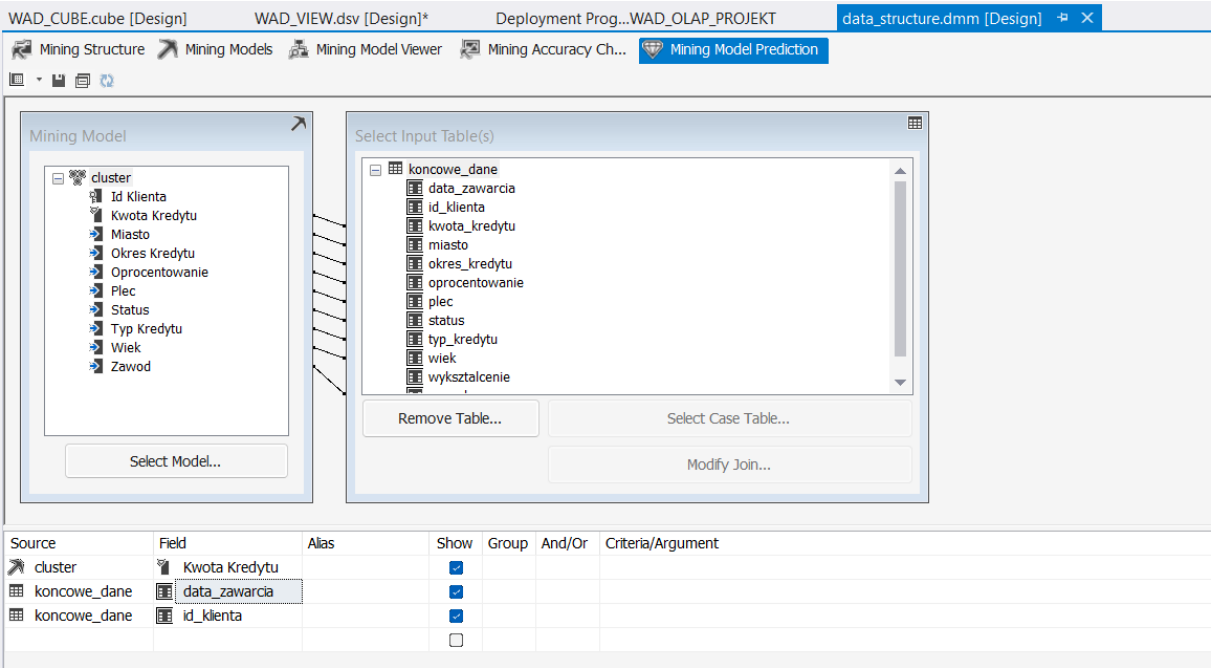 WAD_CUBE.cube [Design] WAD_VIEW.dsv [Design]* Deployment Prog...WAD_OLAP_PROJEKT data_structure.dmm [Design]
Mining Structure Mining Models Mining Model Viewer Mining Accuracy Ch... Mining Model Prediction
Mining Model
cluster
Id Klienta
Kwota Kredytu
Miasto
Okres Kredytu
Oprocentowanie
Plec
Status
Typ Kredytu
Wiek
Zawod
Select Model...
Select Input Table(s)
koncowe_dane
data_zawarcia
id_klienta
kwota_kredytu
miasto
okres_kredytu
oprocentowanie
plec
status
typ_kredytu
wiek
wyksztalcenie
Remove Table... Select Case Table...
Modify Join...
Source Field Alias Show Group And/Or Criteria/Argument
cluster Kwota Kredytu
koncowe_dane data_zawarcia
koncowe_dane id_klienta